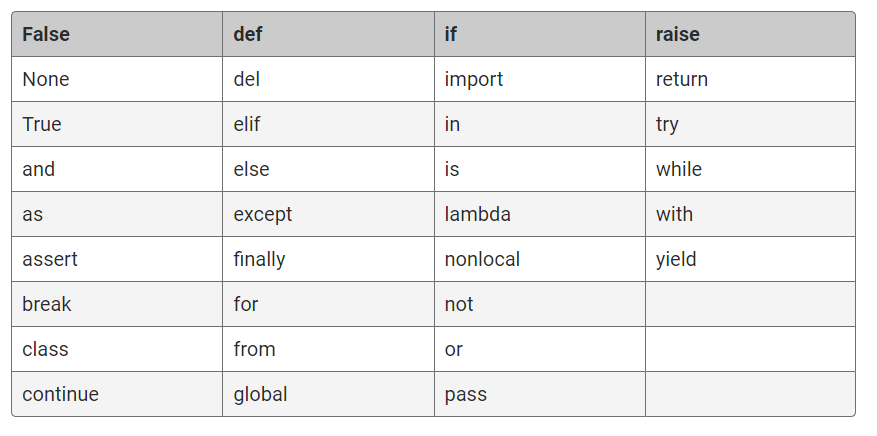 False def if raise
None del import return
True elif in try
and else is while
as except lambda with
assert finally nonlocal yield
break for not
class from or
continue global pass